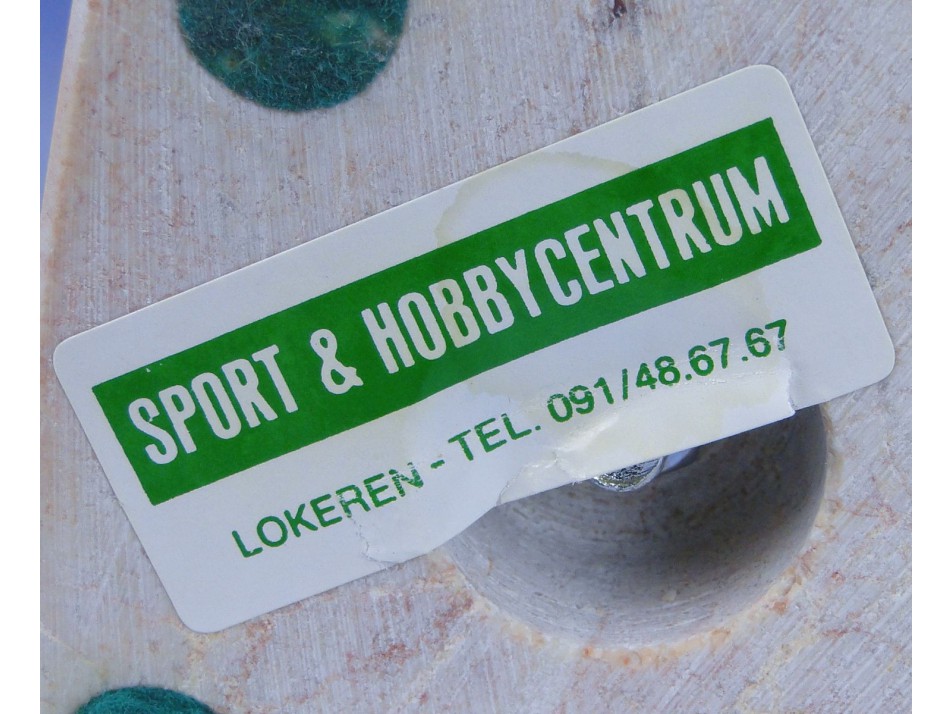 SPORT & HOBBYCENTRUM
LOKEREN - TEL. 091/48.67.67